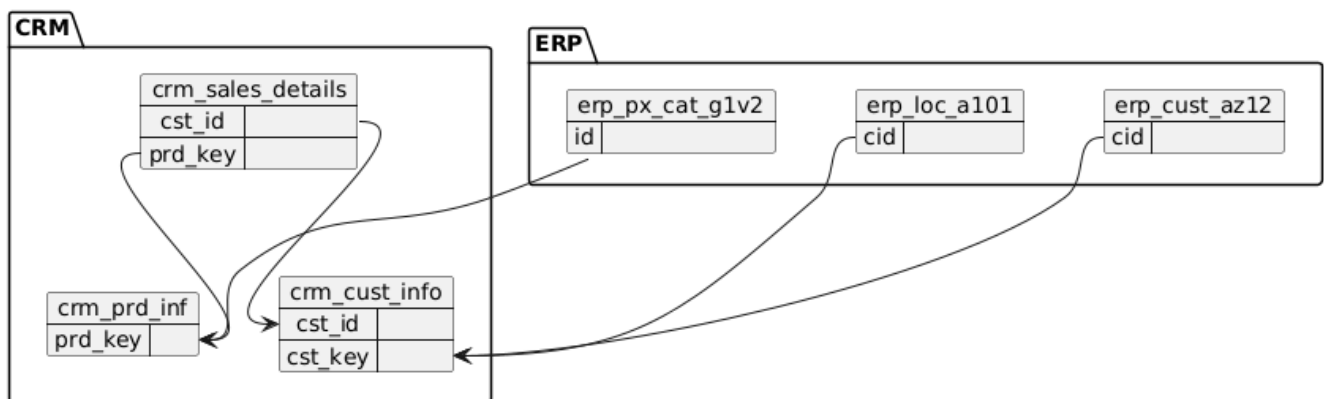 CRM
crm_sales_details
cst_id
prd_key
crm_prd_inf
prd_key
crm_cust_info
cst_id
cst_key
ERP
erp_px_cat_g1v2
id
erp_loc_a101
cid
erp_cust_az12
cid